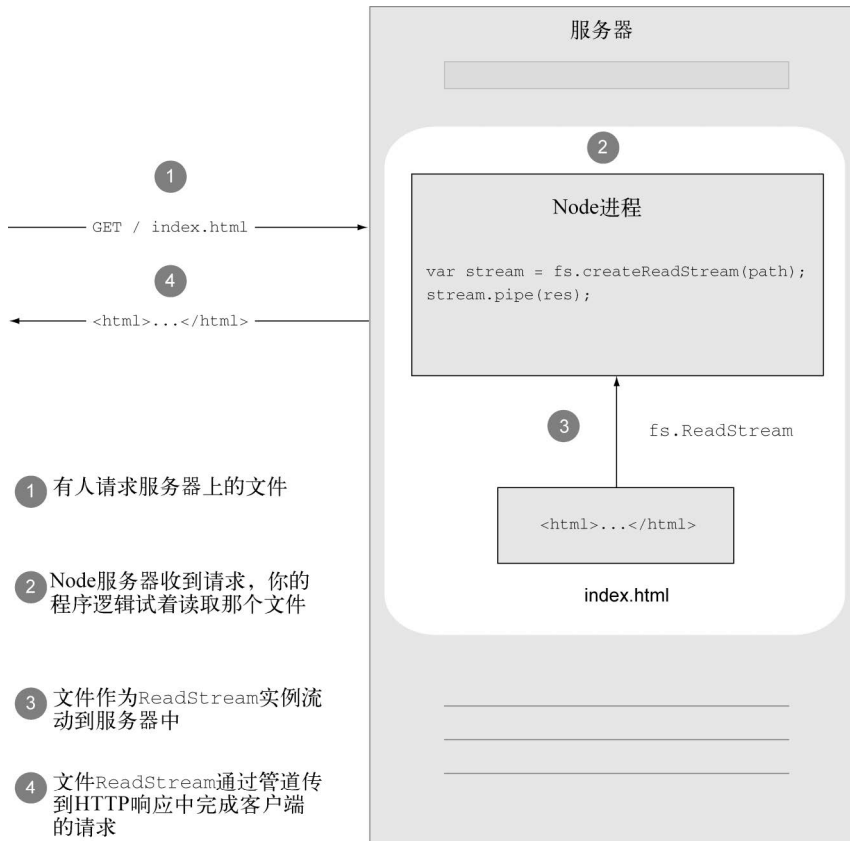 服务器
2
1
Node进程
GET / index.html
var stream = fs.createReadStream(path);
stream.pipe(res);
4
<html>...</html>
3
fs.ReadStream
<html>...</html>
index.html
1 有人请求服务器上的文件
2 Node服务器收到请求，你的
程序逻辑试着读取那个文件
3 文件作为ReadStream实例流
动到服务器中
4 文件ReadStream通过管道传
到HTTP响应中完成客户端
的请求